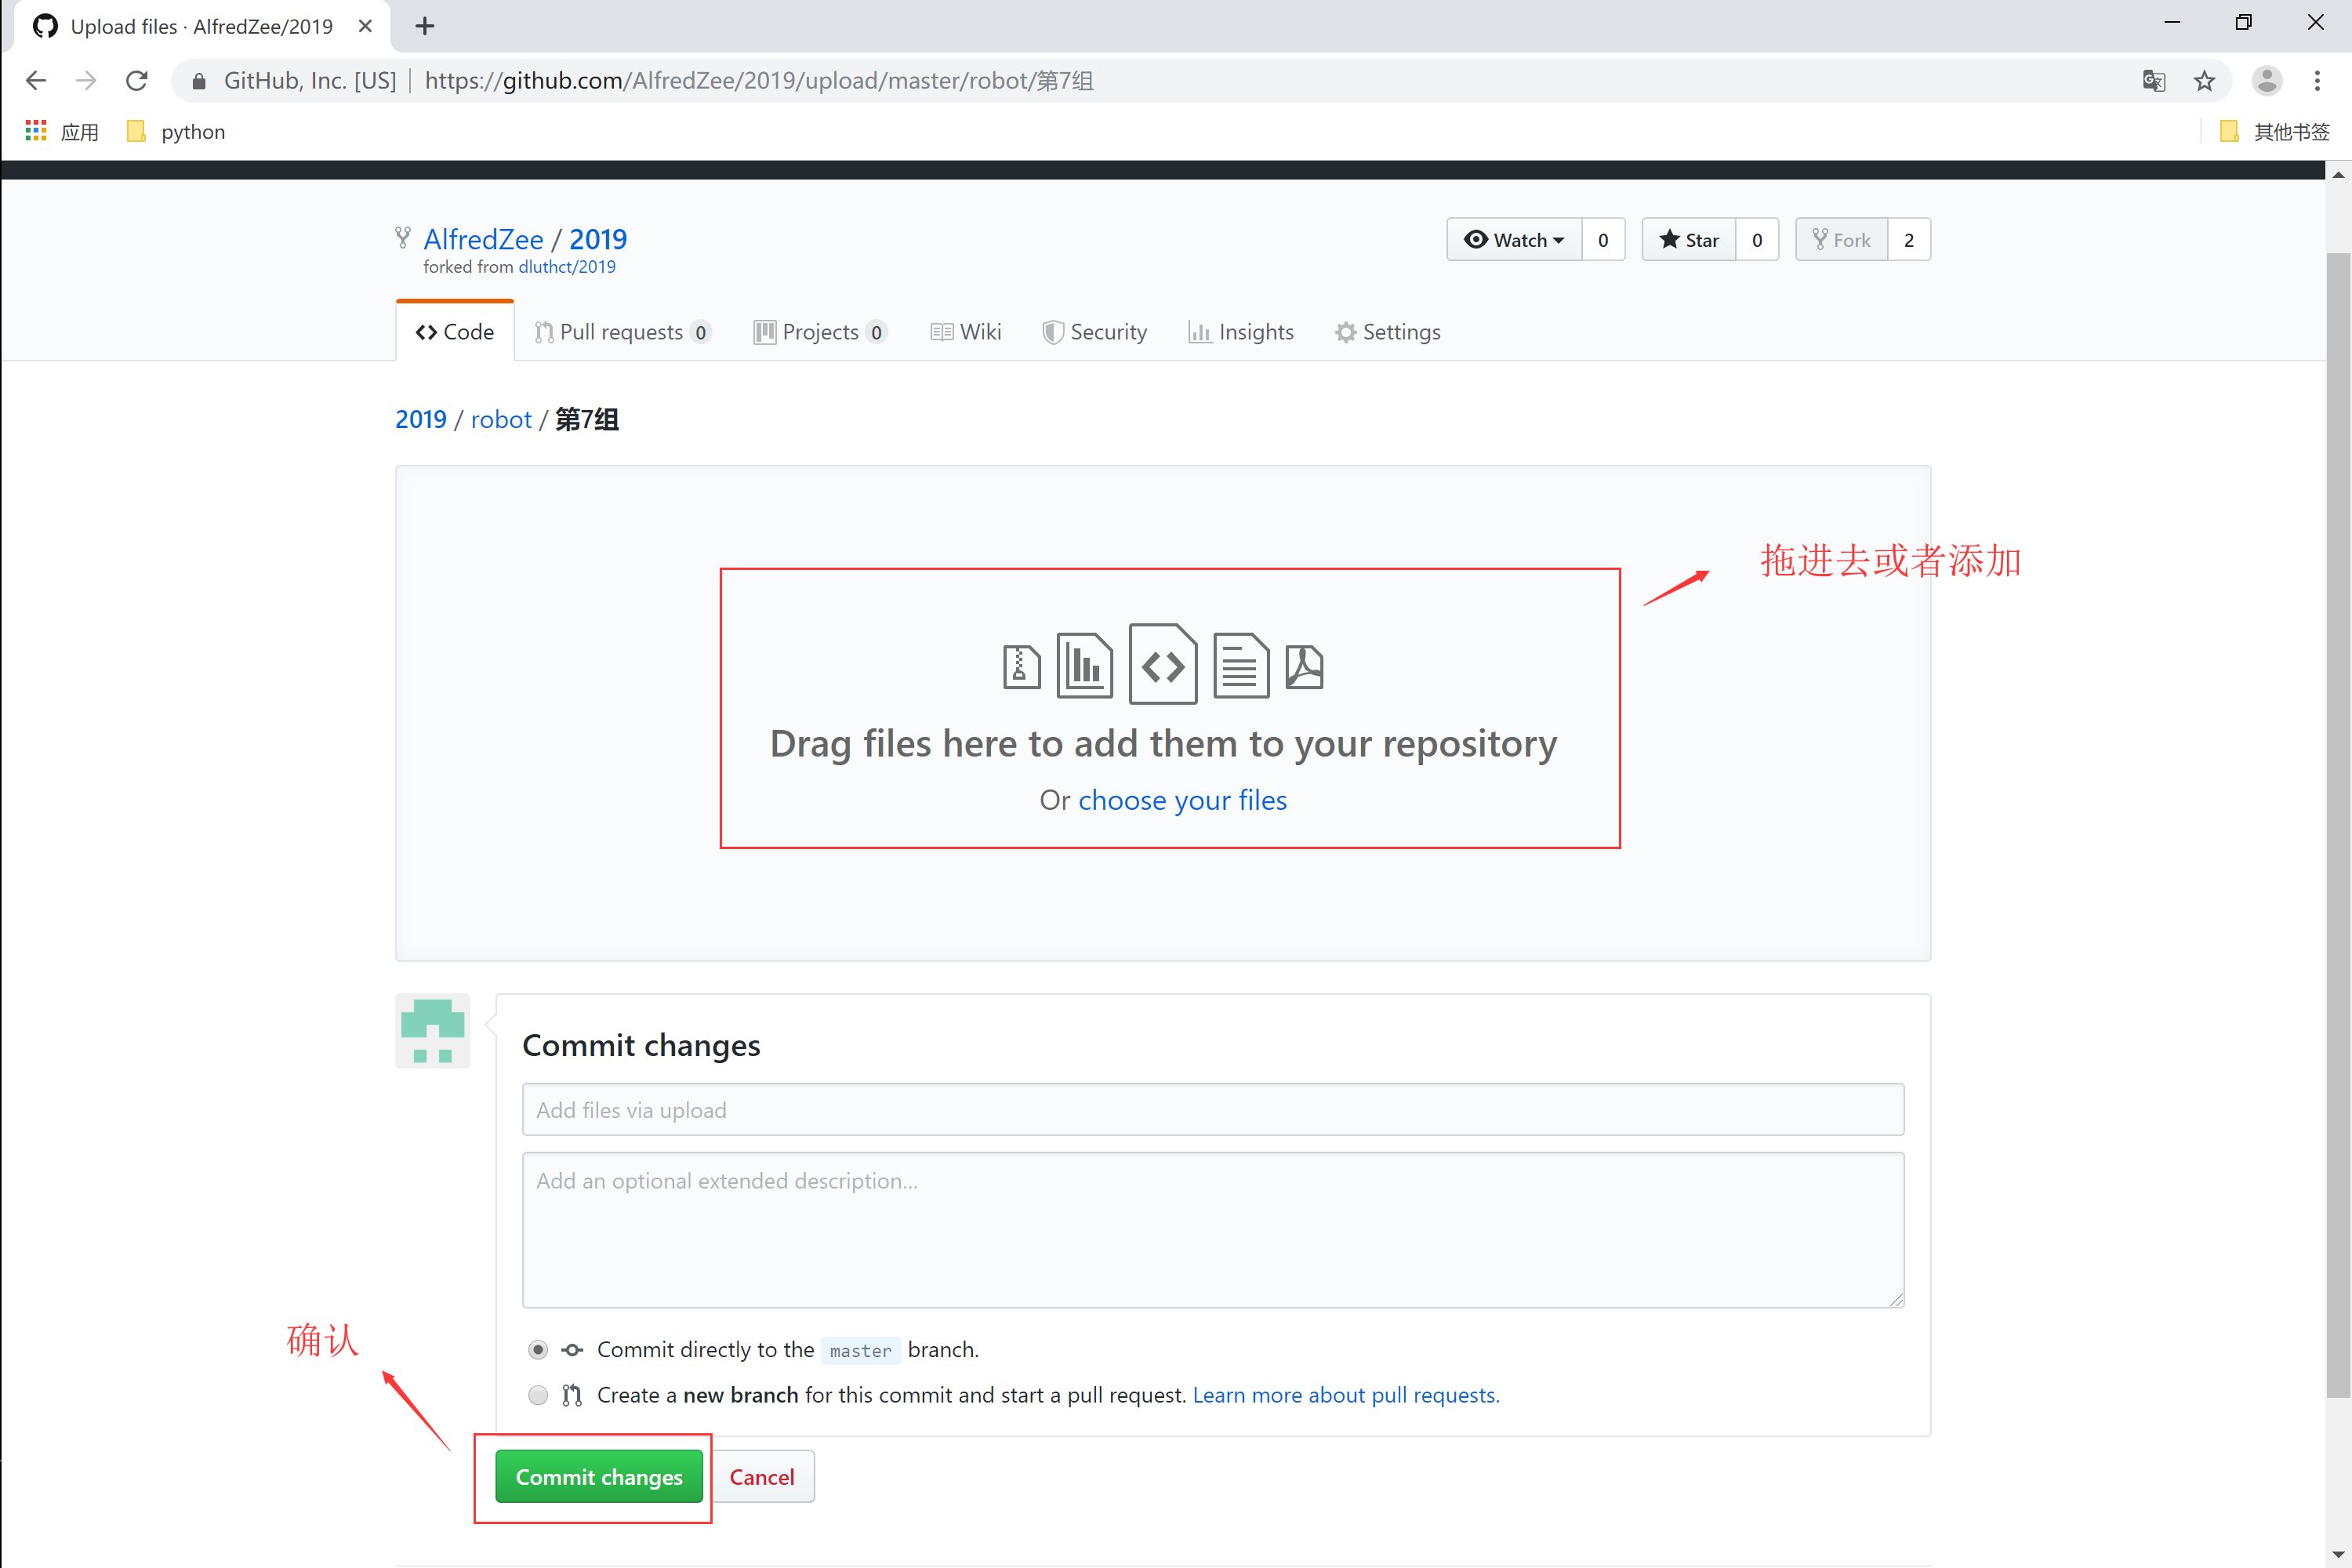 Upload files · AlfredZee/2019
GitHub, Inc. [US] https://github.com/AlfredZee/2019/upload/master/robot/第7组
应用 python 其他书签
AlfredZee / 2019
forked from dluthct/2019
Watch 0 Star 0 Fork 2
Code Pull requests 0 Projects 0 Wiki Security Insights Settings
2019 / robot / 第7组
拖进去或者添加
Drag files here to add them to your repository
Or choose your files
Commit changes
Add files via upload
Add an optional extended description...
确认
Commit directly to the master branch.
Create a new branch for this commit and start a pull request. Learn more about pull requests.
Commit changes Cancel